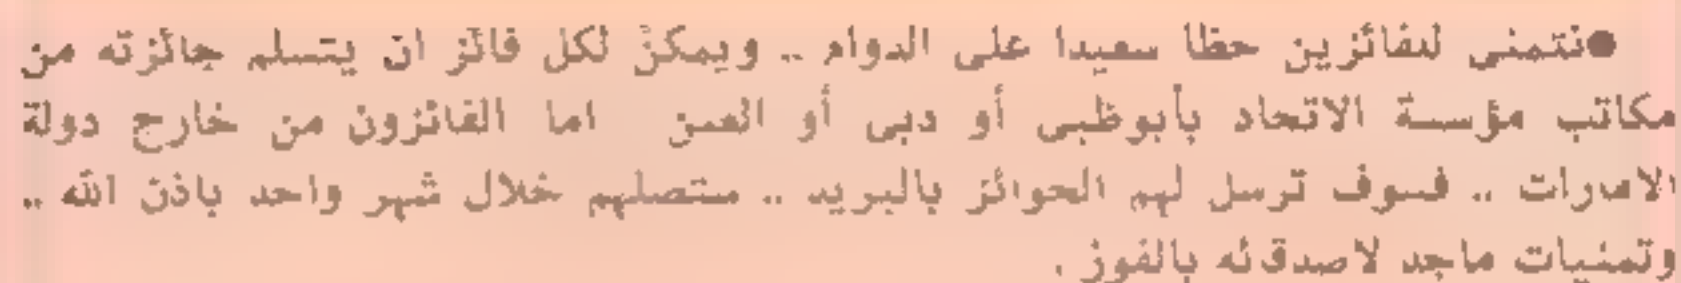 ●نتمنى للفائزين حظا سعيدا على الدوام .. ويمكن لكل فائز ان يتسلم جائزته من
مكاتب مؤسسة الاتحاد بأبوظبى أو دبى أو العين اما الفائزون من خارج دولة
الامارات .. فسوف ترسل لهم الجوائز بالبريد .. ستصلهم خلال شهر واحد باذن الله ..
وتمنيات ماجد لاصدقائه بالفوز .